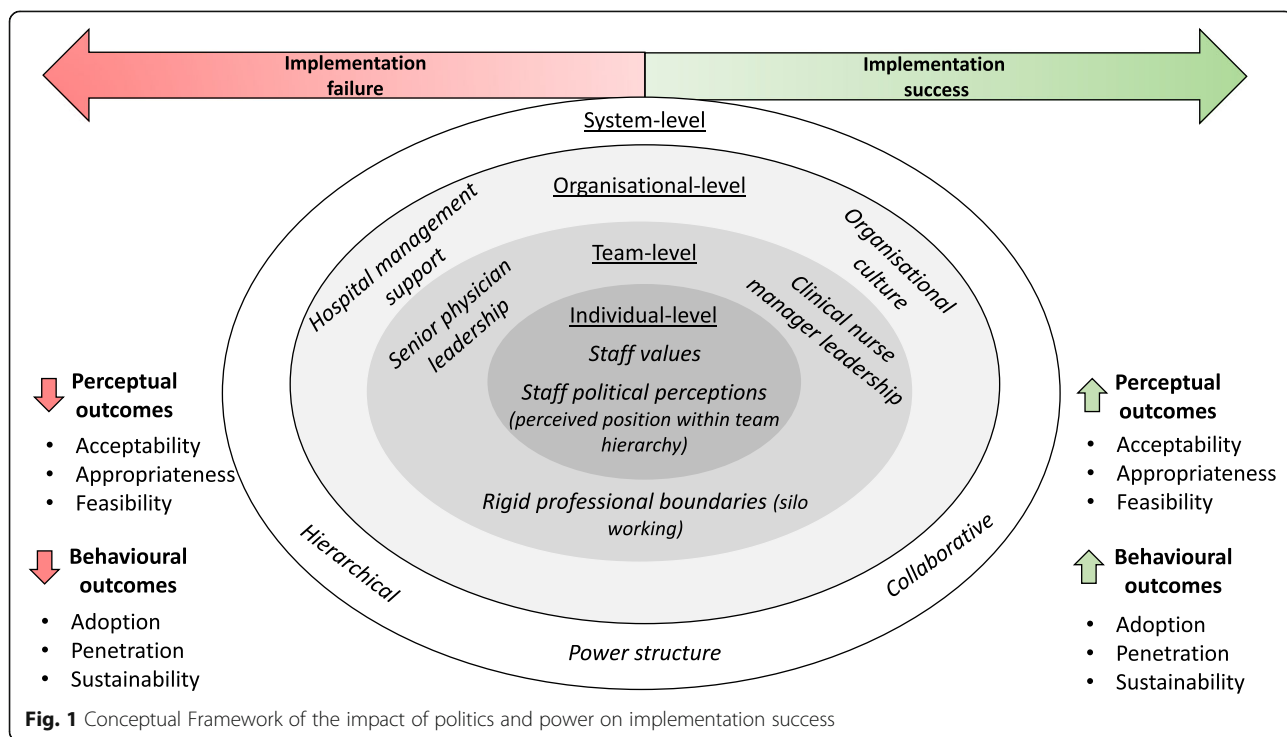 Implementation
failure
Implementation
success
System-level
Organisational-level
Hospital management
support
Organisational
culture
Team-level
Senior physician
leadership
Clinical nurse
manager leadership
Individual-level
Staff values
Staff political perceptions
(perceived position within team
hierarchy)
Rigid professional boundaries (silo
working)
Hierarchical
Collaborative
Power structure
Perceptual
outcomes
• Acceptability
• Appropriateness
• Feasibility
Behavioural
outcomes
• Adoption
• Penetration
• Sustainability
Perceptual
outcomes
• Acceptability
• Appropriateness
• Feasibility
Behavioural
outcomes
• Adoption
• Penetration
• Sustainability
Fig. 1 Conceptual Framework of the impact of politics and power on implementation success